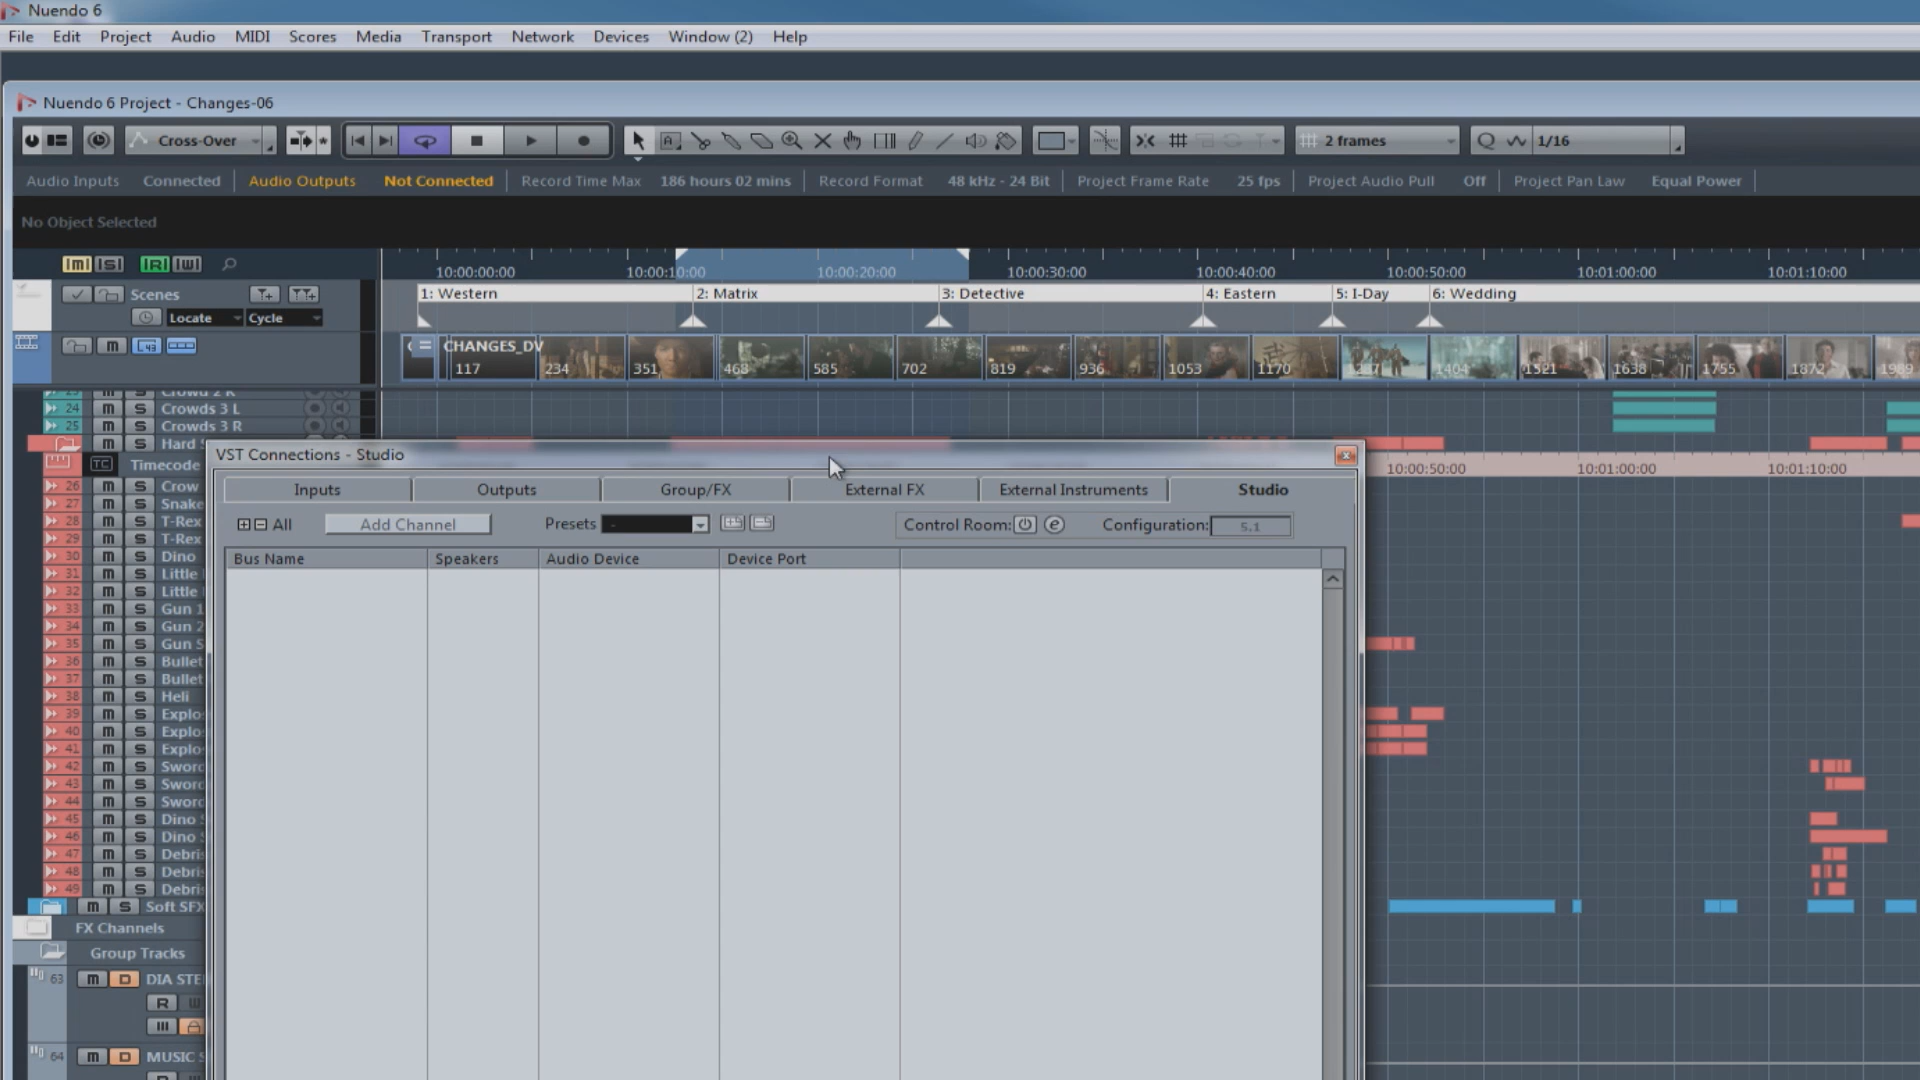 Nuendo 6
File Edit Project Audio MIDI Scores Media Transport Network Devices Window (2) Help
Nuendo 6 Project - Changes-06
Cross-Over 2 frames Q 1/16
Audio Inputs Connected Audio Outputs Not Connected Record Time Max 186 hours 02 mins Record Format 48 kHz - 24 Bit Project Frame Rate 25 fps Project Audio Pull Off Project Pan Law Equal Power
No Object Selected
M S R W
10:00:00:00 10:00:10:00 10:00:20:00 10:00:30:00 10:00:40:00 10:00:50:00 10:01:00:00 10:01:10:00
Scenes 1: Western 2: Matrix 3: Detective 4: Eastern 5: I-Day 6: Wedding
Locate Cycle
m CHANGES_DV
117 234 351 468 585 702 819 936 1053 1170 1287 1404 1521 1638 1755 1872 1989
Crowd 2 R
24 m S Crowds 3 L
25 m S Crowds 3 R
m S Hard
TC Timecode 10:00:50:00 10:01:00:00 10:01:10:00
26 m S Crow
27 m S Snake
28 m S T-Rex
29 m S T-Rex
30 m S Dino
31 m S Little
32 m S Little
33 m S Gun 1
34 m S Gun 2
35 m S Gun S
36 m S Bullet
37 m S Bullet
38 m S Heli
39 m S Explo
40 m S Explo
41 m S Explo
42 m S Sword
43 m S Sword
44 m S Sword
45 m S Dino
46 m S Dino
47 m S Debris
48 m S Debris
49 m S Debris
m S Soft SFX
FX Channels
Group Tracks
63 m D DIA STE
R W
64 m D MUSIC S
VST Connections - Studio
Inputs Outputs Group/FX External FX External Instruments Studio
All Add Channel Presets - Control Room: e Configuration: 5.1
Bus Name Speakers Audio Device Device Port